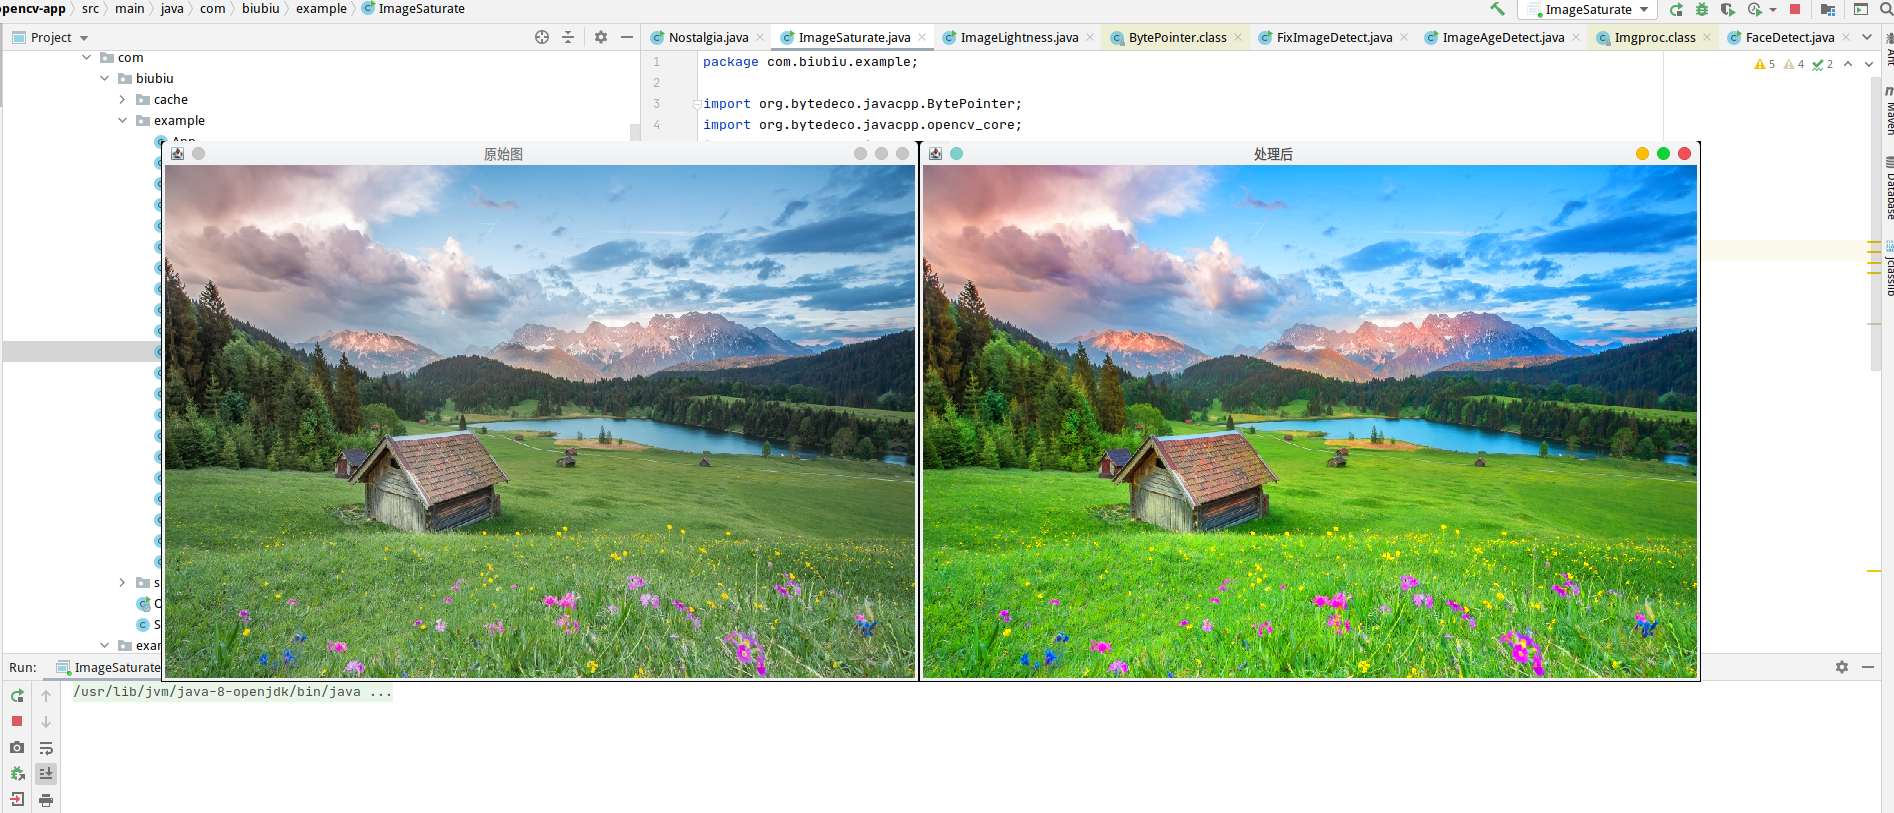 opencv-app src main java com biubiu example ImageSaturate
ImageSaturate
Project
Nostalgia.java ImageSaturate.java ImageLightness.java BytePointer.class FixImageDetect.java ImageAgeDetect.java Imgproc.class FaceDetect.java
com
biubiu
cache
example
App
1 package com.biubiu.example;
2
3 import org.bytedeco.javacpp.BytePointer;
4 import org.bytedeco.javacpp.opencv_core;
5 4 2
Ant
Maven
Database
jclasslib
原始图
处理后
s
C
S
exam
Run: ImageSaturate
/usr/lib/jvm/java-8-openjdk/bin/java ...